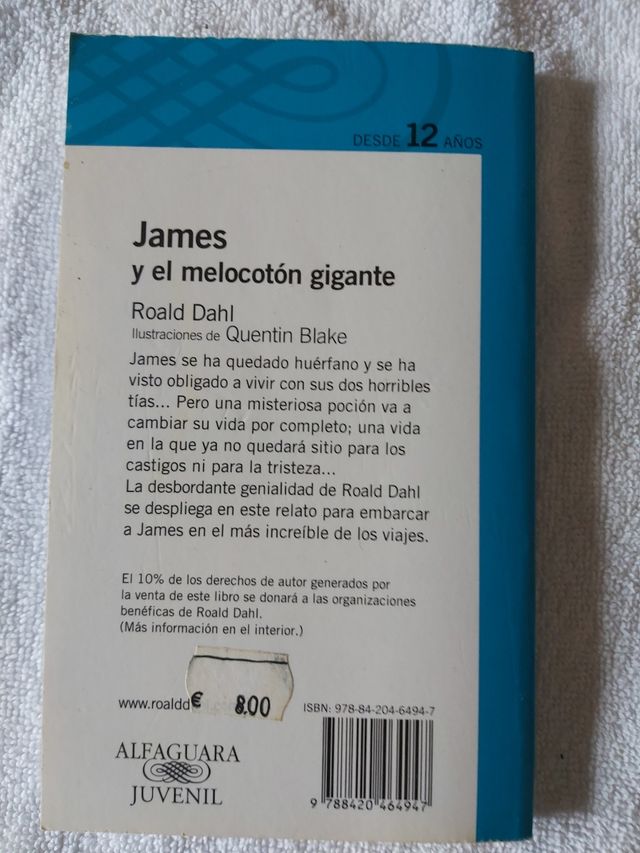 DESDE 12 AÑOS
James
y el melocotón gigante
Roald Dahl
Ilustraciones de Quentin Blake
James se ha quedado huérfano y se ha
visto obligado a vivir con sus dos horribles
tías... Pero una misteriosa poción va a
cambiar su vida por completo; una vida
en la que ya no quedará sitio para los
castigos ni para la tristeza...
La desbordante genialidad de Roald Dahl
se despliega en este relato para embarcar
a James en el más increíble de los viajes.
El 10% de los derechos de autor generados por
la venta de este libro se donará a las organizaciones
benéficas de Roald Dahl.
(Más información en el interior.)
www.roaldd
€ 8.00
ISBN: 978-84-204-6494-7
ALFAGUARA
JUVENIL
9 788420 464947